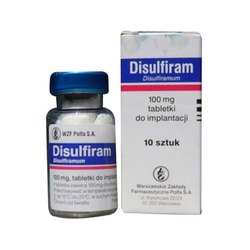 WZF Polfa S.A.
Disulfiram
Disulfiramum
100 mg, tabletki do implantacji
Disulfiram
Disulfiramum
100 mg
tabletki
do implantacji
10 sztuk
Warszawskie Zakłady
Farmaceutyczne Polfa S.A.